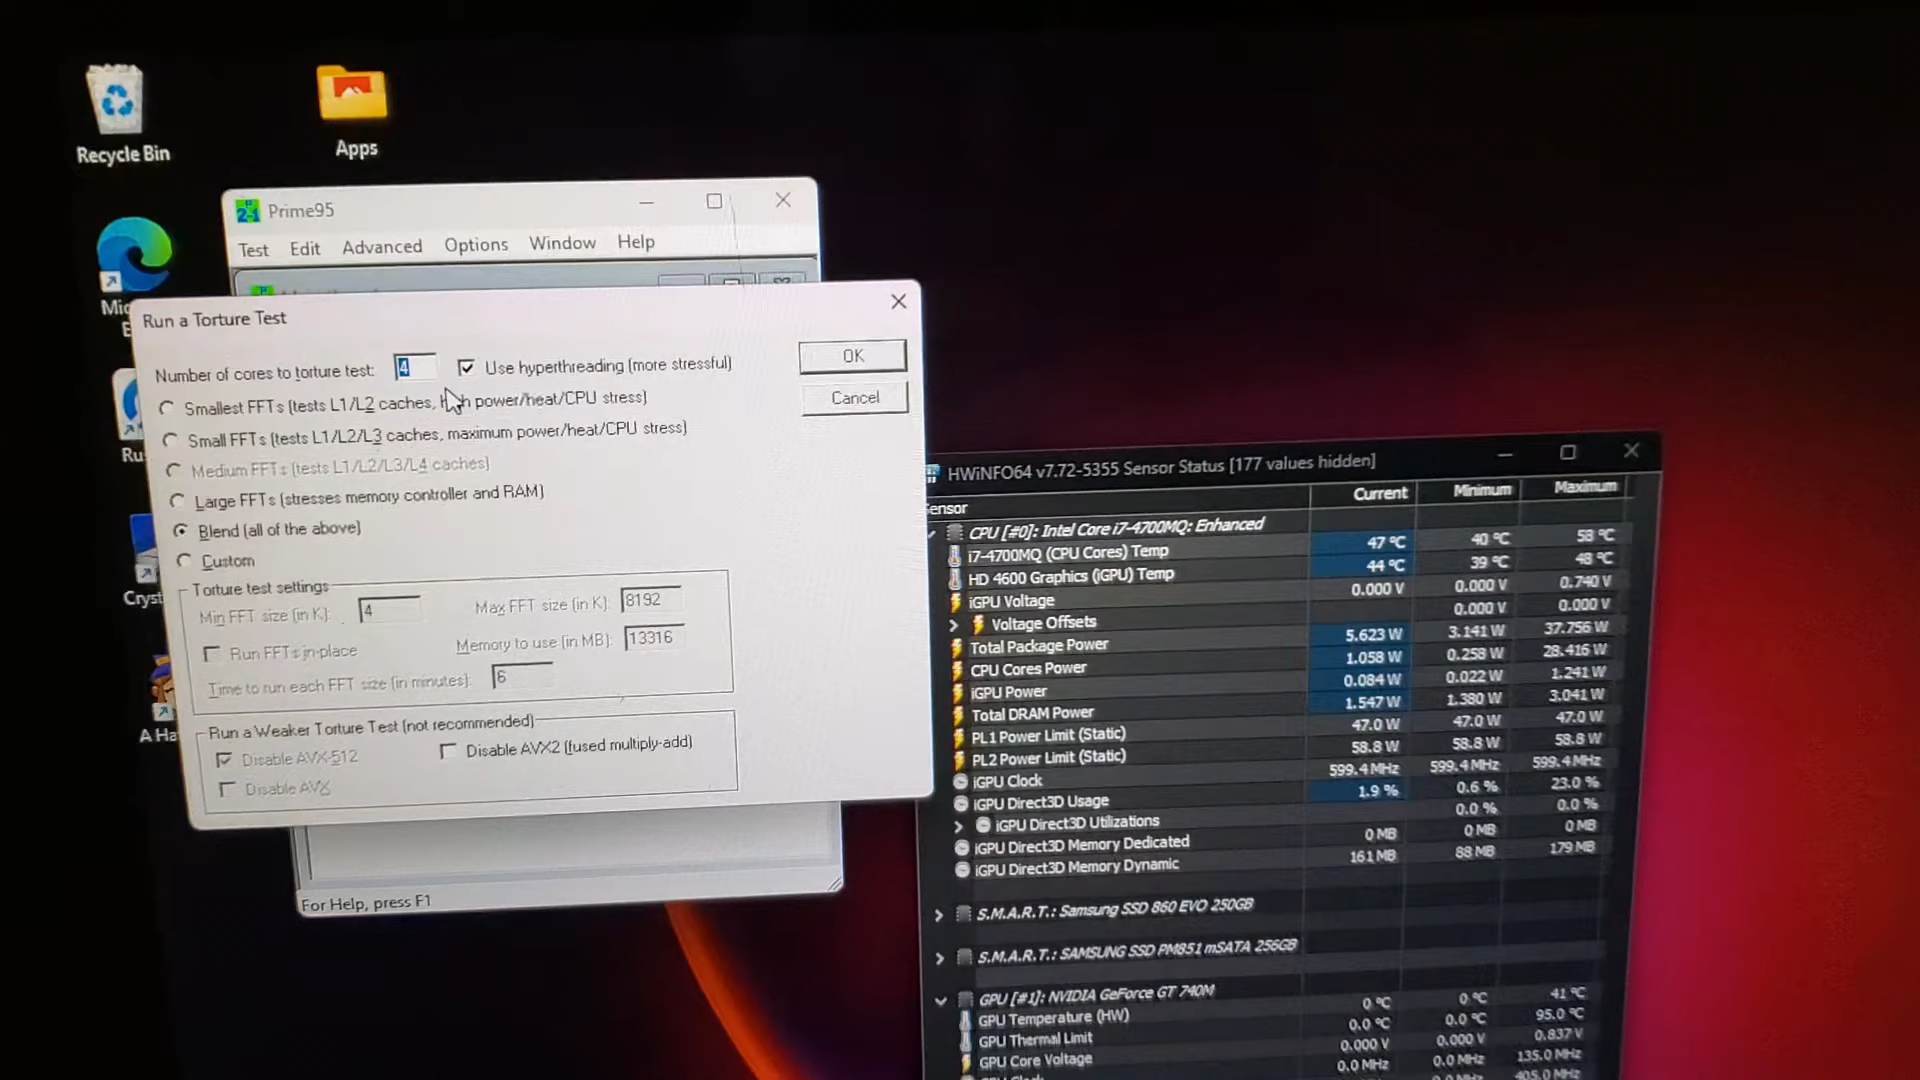 Recycle Bin
Apps
Prime95
Test Edit Advanced Options Window Help
Run a Torture Test
Number of cores to torture test: 4
Use hyperthreading (more stressful)
OK
Smallest FFTs (tests L1/L2 caches, high power/heat/CPU stress)
Cancel
Small FFTs (tests L1/L2/L3 caches, maximum power/heat/CPU stress)
Medium FFTs (tests L1/L2/L3/L4 caches)
Large FFTs (stresses memory controller and RAM)
Blend (all of the above)
Custom
Torture test settings
Min FFT size (in K): 4
Max FFT size (in K): 8192
Run FFTs in-place
Memory to use (in MB): 13316
Time to run each FFT size (in minutes): 6
Run a Weaker Torture Test (not recommended)
Disable AVX-512
Disable AVX2 (fused multiply-add)
Disable AVX
For Help, press F1
Mic
E
Ru
Cryst
A Ha
HWiNFO64 v7.72-5355 Sensor Status [177 values hidden]
Sensor Current Minimum Maximum
CPU [#0]: Intel Core i7-4700MQ: Enhanced
i7-4700MQ (CPU Cores) Temp 47 °C 40 °C 58 °C
HD 4600 Graphics (iGPU) Temp 44 °C 39 °C 48 °C
iGPU Voltage 0.000 V 0.000 V 0.740 V
Voltage Offsets 0.000 V 0.000 V
Total Package Power 5.623 W 3.141 W 37.756 W
CPU Cores Power 1.058 W 0.258 W 28.416 W
iGPU Power 0.084 W 0.022 W 1.241 W
Total DRAM Power 1.547 W 1.380 W 3.041 W
PL1 Power Limit (Static) 47.0 W 47.0 W 47.0 W
PL2 Power Limit (Static) 58.8 W 58.8 W 58.8 W
iGPU Clock 599.4 MHz 599.4 MHz 599.4 MHz
iGPU Direct3D Usage 1.9 % 0.6 % 23.0 %
iGPU Direct3D Utilizations 0.0 % 0.0 %
iGPU Direct3D Memory Dedicated 0 MB 0 MB 0 MB
iGPU Direct3D Memory Dynamic 161 MB 88 MB 179 MB
S.M.A.R.T.: Samsung SSD 860 EVO 250GB
S.M.A.R.T.: SAMSUNG SSD PM851 mSATA 256GB
GPU [#1]: NVIDIA GeForce GT 740M
GPU Temperature (HW) 0 °C 0 °C 41 °C
GPU Thermal Limit 0.0 °C 0.0 °C 95.0 °C
GPU Core Voltage 0.000 V 0.000 V 0.837 V
0.0 MHz 0.0 MHz 135.0 MHz
405.0 MHz